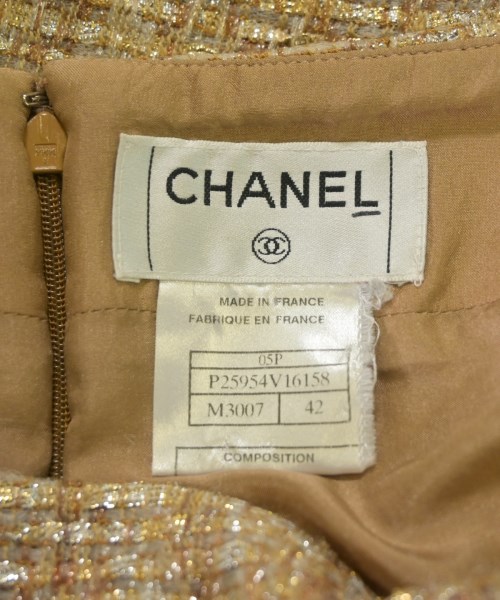 CHANEL
MADE IN FRANCE
FABRIQUE EN FRANCE
05P
P25954V16158
M3007 42
COMPOSITION